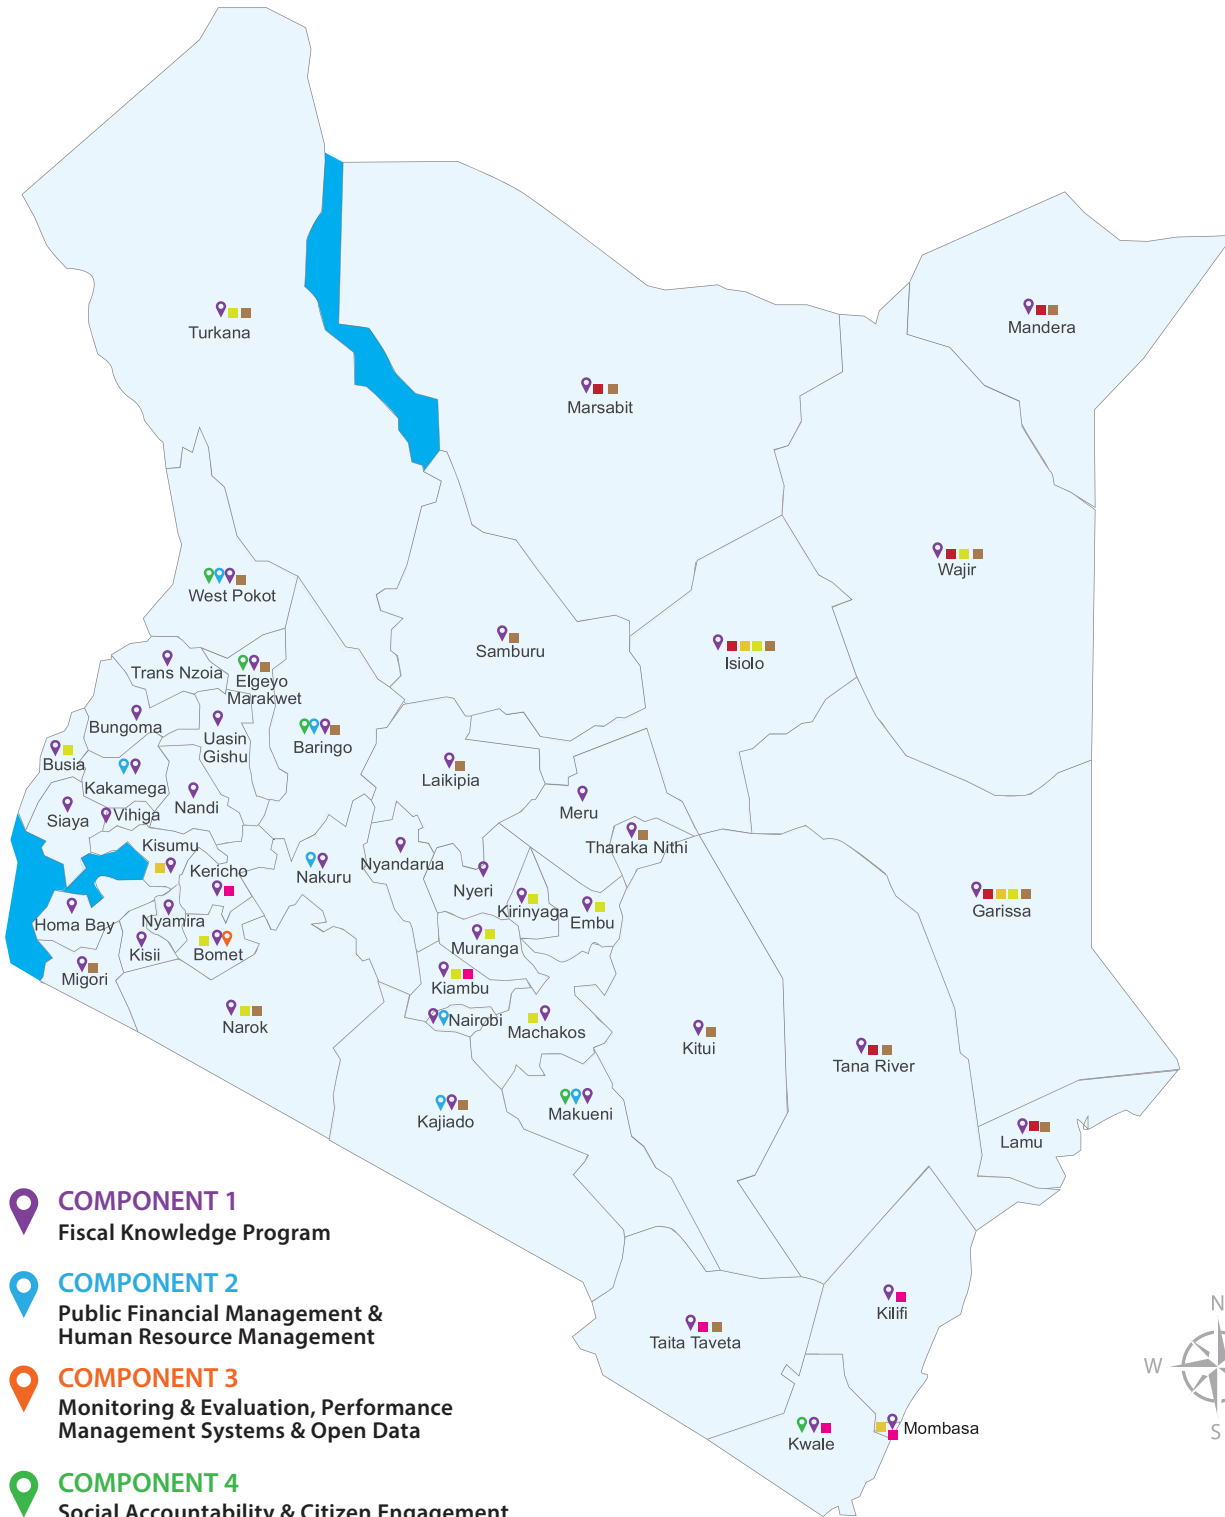 Turkana
Mandera
Marsabit
Wajir
West Pokot
Samburu
Isiolo
Trans Nzoia
Elgeyo
Marakwet
Bungoma
Uasin
Gishu
Baringo
Busia
Laikipia
Kakamega
Nandi
Meru
Siaya
Vihiga
Kisumu
Tharaka Nithi
Kericho
Nakuru
Nyandarua
Nyeri
Kirinyaga
Embu
Garissa
Homa Bay
Nyamira
Kisii
Bomet
Muranga
Migori
Kiambu
Narok
Nairobi
Machakos
Kitui
Tana River
Kajiado
Makueni
Lamu
COMPONENT 1
Fiscal Knowledge Program
COMPONENT 2
Public Financial Management &
Human Resource Management
COMPONENT 3
Monitoring & Evaluation, Performance
Management Systems & Open Data
COMPONENT 4
Social Accountability & Citizen Engagement
Kilifi
Taita Taveta
Kwale
Mombasa
N
W
S